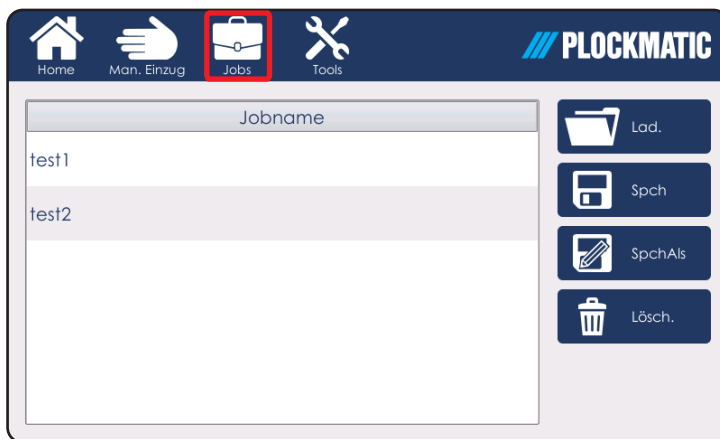 Home Man. Einzug Jobs Tools PLOCKMATIC
Jobname
test1
test2
Lad.
Spch
SpchAls
Lösch.